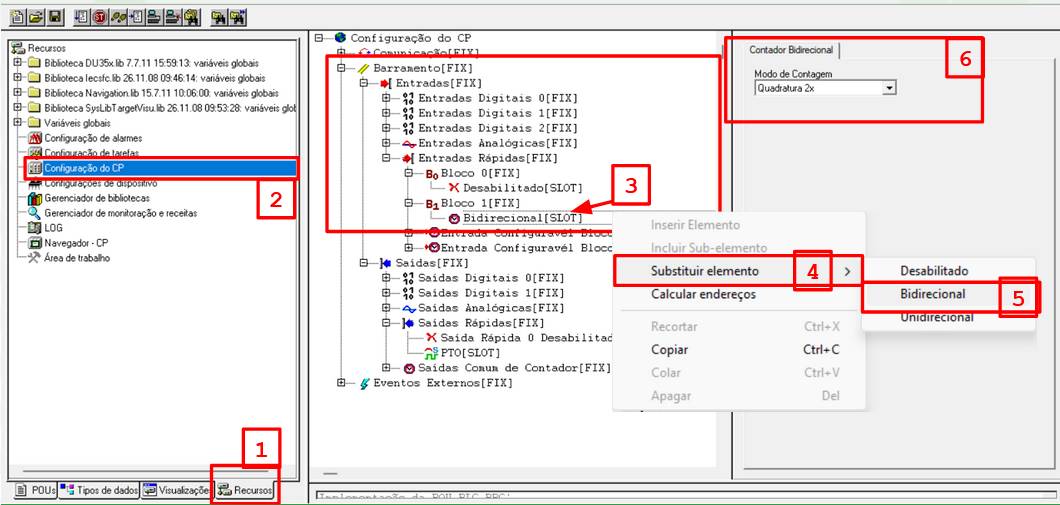 Recursos
Biblioteca DU35x.lib 7.7.11 15:59:13: variáveis globais
Biblioteca Iecsfc.lib 26.11.08 09:46:14: variáveis globais
Biblioteca Navigation.lib 15.7.11 10:06:00: variáveis globais
Biblioteca SysLibTargetVisu.lib 26.11.08 09:53:28: variáveis glob
Variáveis globais
Configuração de alarmes
Configuração de tarefas
Configuração do CP
Configurações de dispositivo
Gerenciador de bibliotecas
Gerenciador de monitoração e receitas
LOG
Navegador - CP
Área de trabalho
2
1
POUs
Tipos de dados
Visualizaçõe
Recursos
Configuração do CP
Comunicação[FIX]
Barramento[FIX]
Entradas[FIX]
Entradas Digitais 0[FIX]
Entradas Digitais 1[FIX]
Entradas Digitais 2[FIX]
Entradas Analógicas[FIX]
Entradas Rápidas[FIX]
B0 Bloco 0[FIX]
Desabilitado[SLOT]
B1 Bloco 1[FIX]
Bidirecional[SLOT]
Entrada Configuravél Bloco
Entrada Configuravél Bloco
Saídas[FIX]
Saídas Digitais 0[FIX]
Saídas Digitais 1[FIX]
Saídas Analógicas[FIX]
Saídas Rápidas[FIX]
Saída Rápida 0 Desabilitad
PTO[SLOT]
Saídas Comum de Contador[FIX]
Eventos Externos[FIX]
3
Inserir Elemento
Incluir Sub-elemento
Substituir elemento
4
Calcular endereços
Recortar Ctrl+X
Copiar Ctrl+C
Colar Ctrl+V
Apagar Del
Desabilitado
Bidirecional
5
Unidirecional
Contador Bidirecional
6
Modo de Contagem
Quadratura 2x